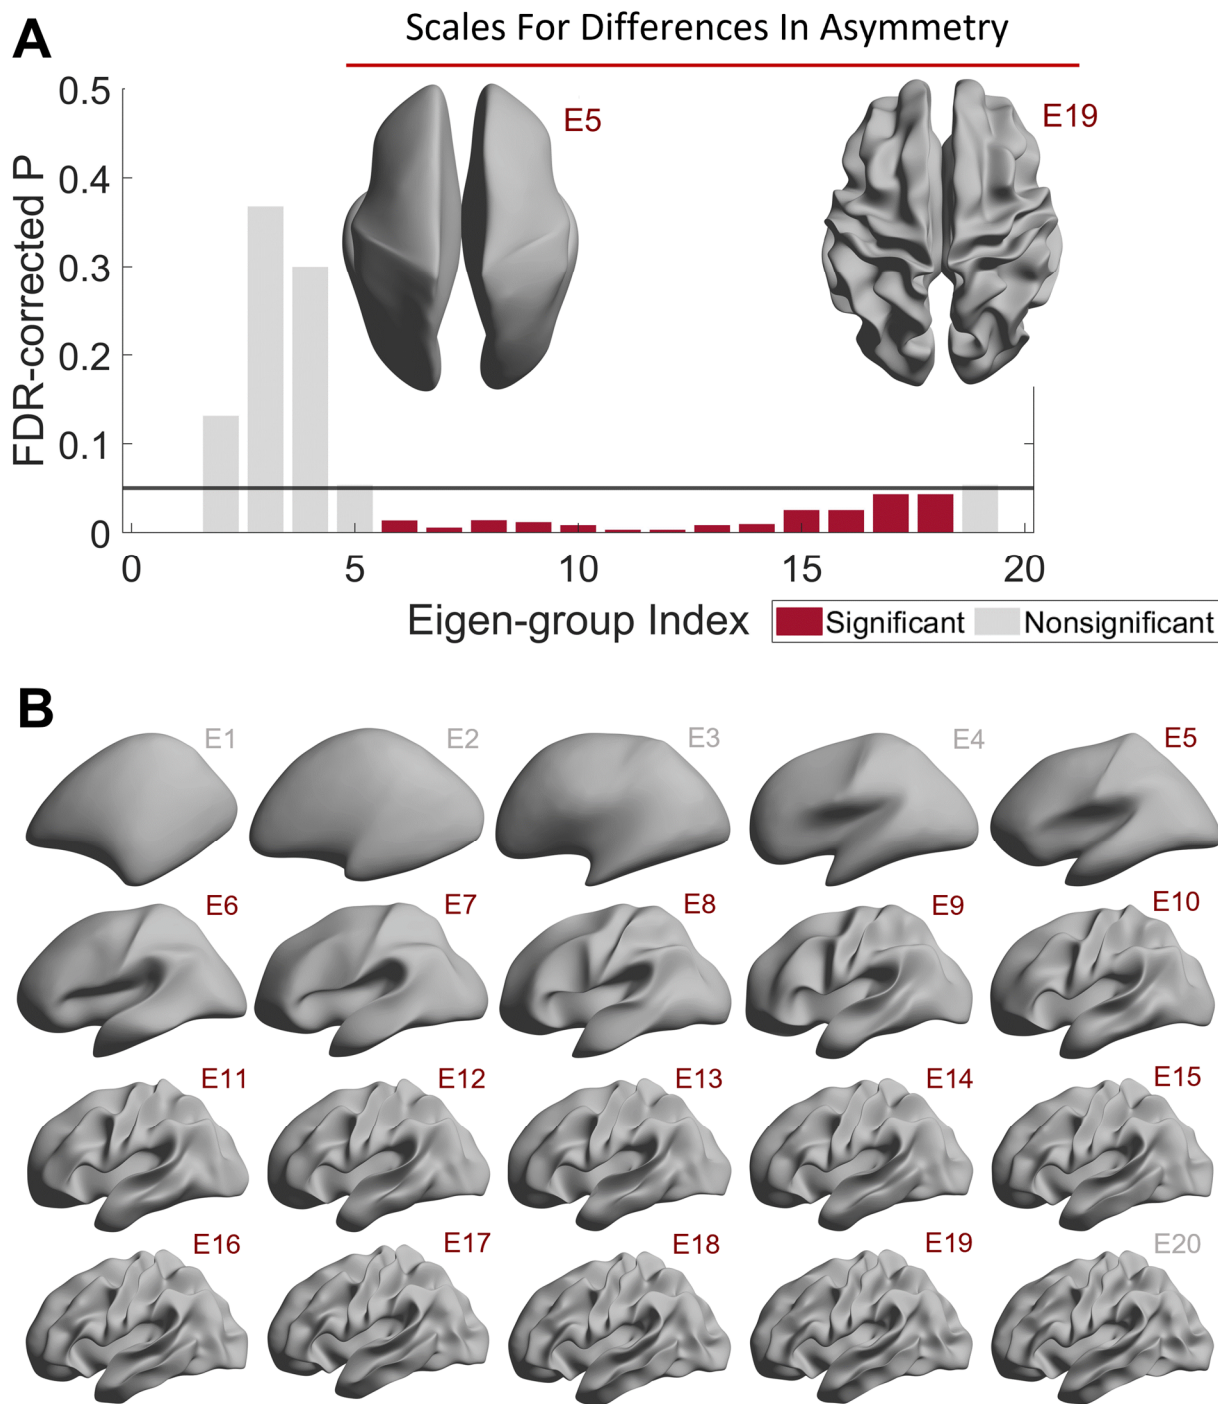 A
Scales For Differences In Asymmetry
E5
E19
FDR-corrected P
0.5
0.4
0.3
0.2
0.1
0
0 5 10 15 20
Eigen-group Index
Significant Nonsignificant
B
E1 E2 E3 E4 E5
E6 E7 E8 E9 E10
E11 E12 E13 E14 E15
E16 E17 E18 E19 E20